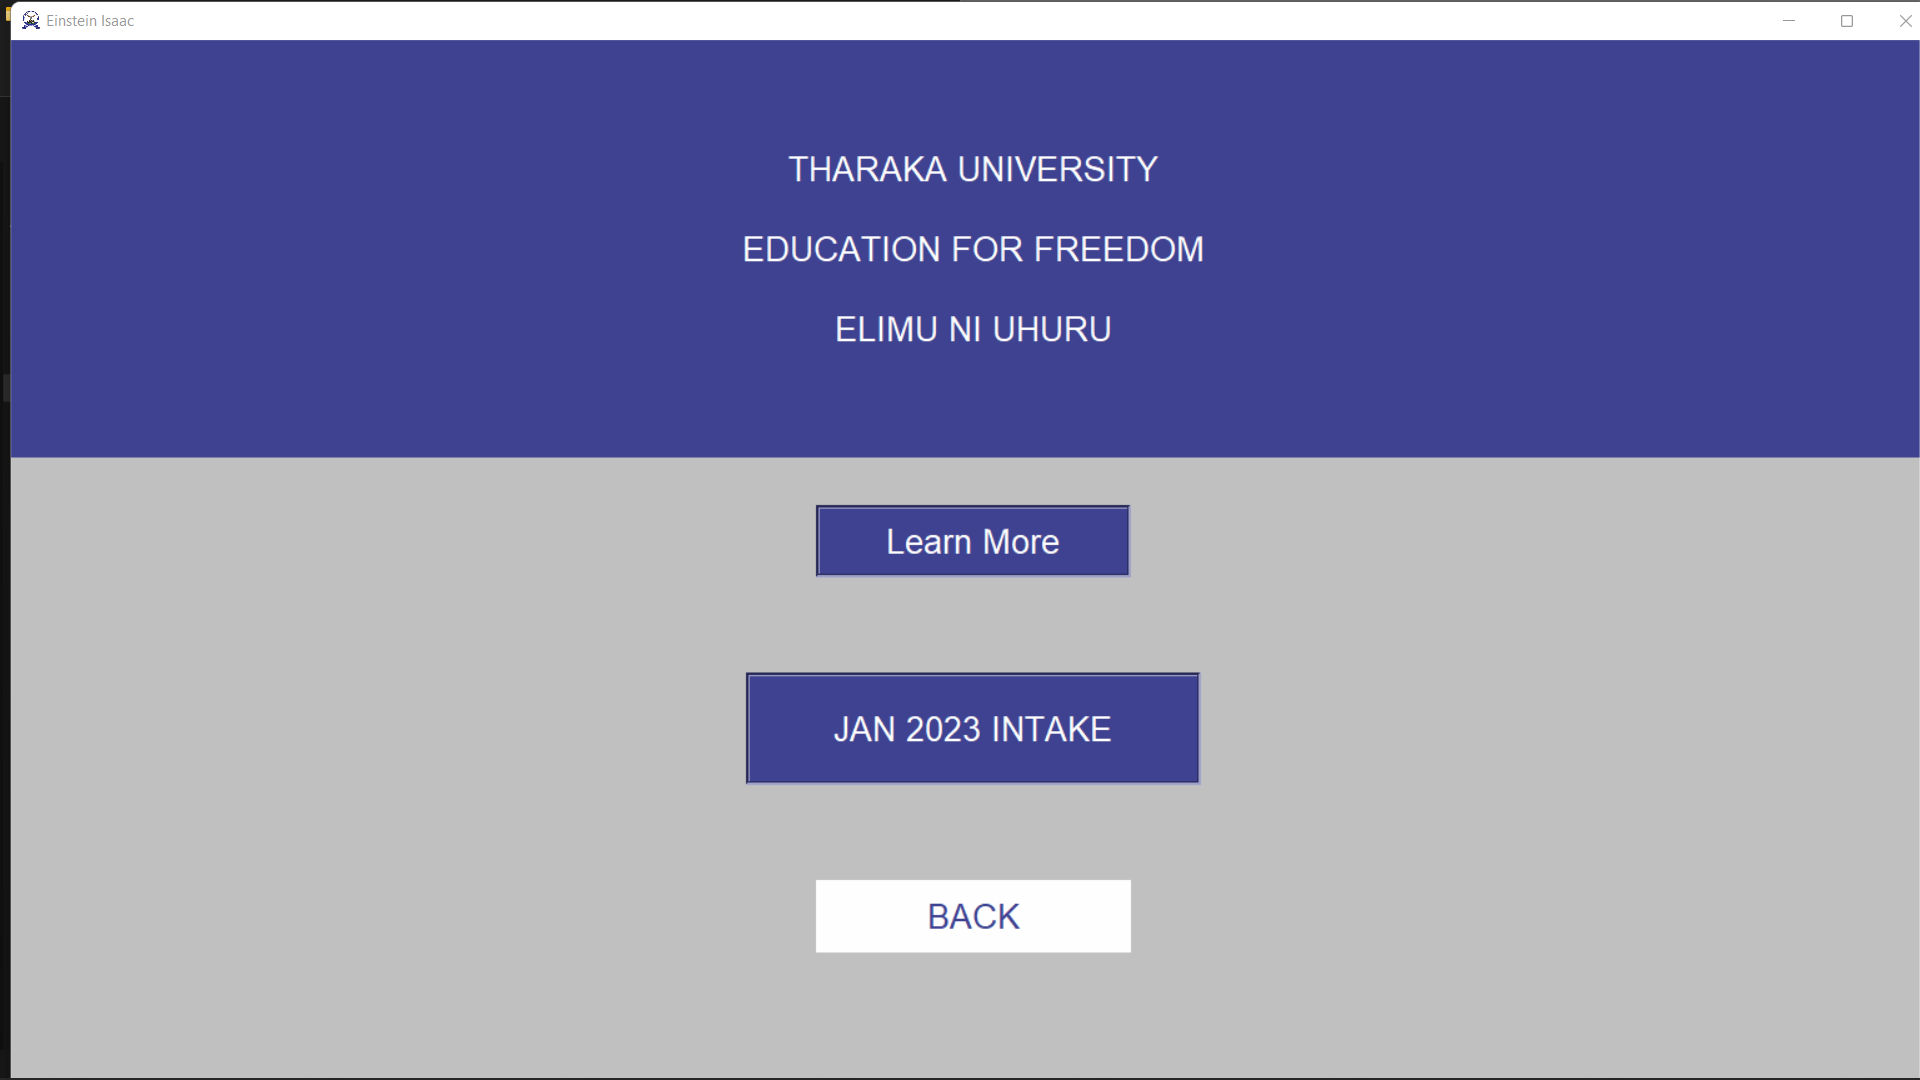 Einstein Isaac
THARAKA UNIVERSITY
EDUCATION FOR FREEDOM
ELIMU NI UHURU
Learn More
JAN 2023 INTAKE
BACK